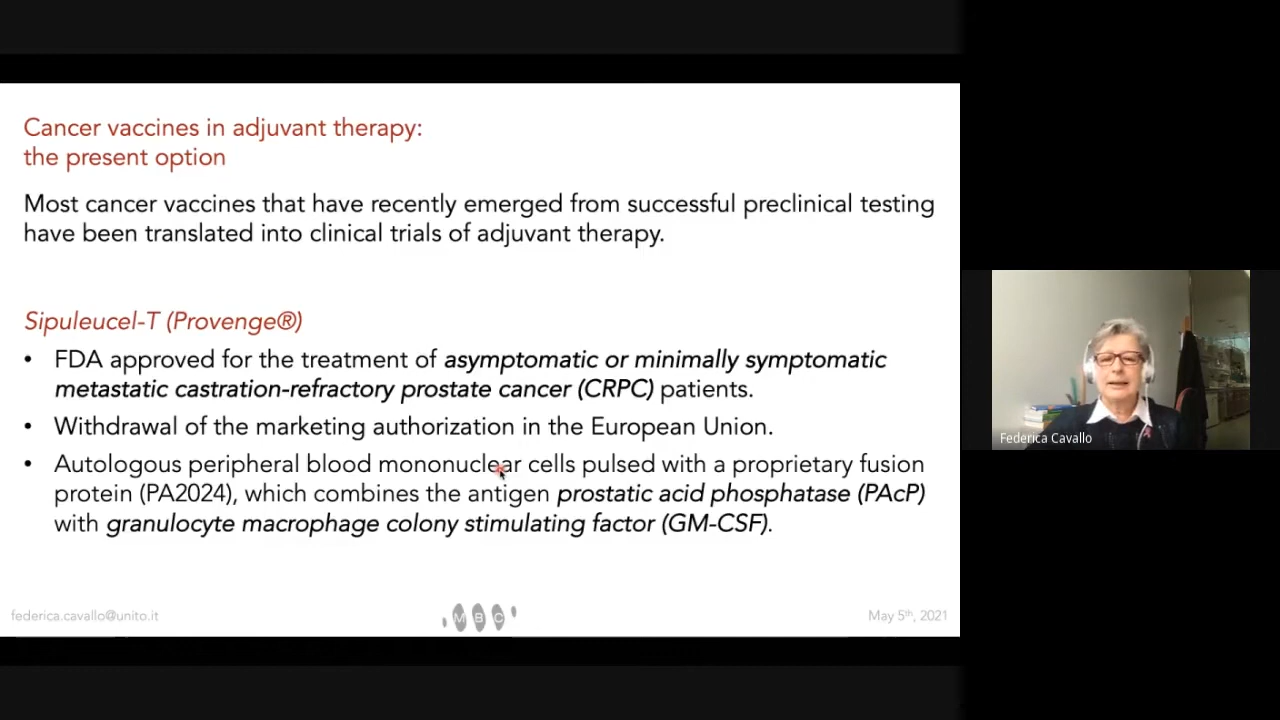 Cancer vaccines in adjuvant therapy:
the present option
Most cancer vaccines that have recently emerged from successful preclinical testing
have been translated into clinical trials of adjuvant therapy.
Sipuleucel-T (Provenge®)
• FDA approved for the treatment of asymptomatic or minimally symptomatic
metastatic castration-refractory prostate cancer (CRPC) patients.
• Withdrawal of the marketing authorization in the European Union.
• Autologous peripheral blood mononuclear cells pulsed with a proprietary fusion
protein (PA2024), which combines the antigen prostatic acid phosphatase (PAcP)
with granulocyte macrophage colony stimulating factor (GM-CSF).
federica.cavallo@unito.it
MBC
May 5th, 2021
Federica Cavallo